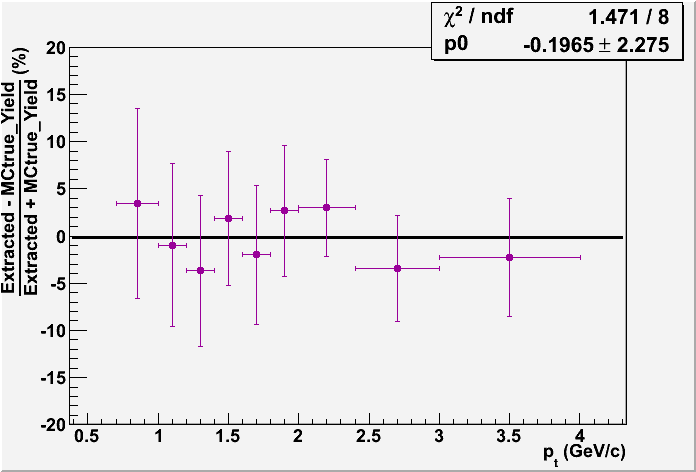 χ² / ndf 1.471 / 8
p0 -0.1965 ± 2.275
Extracted - MCtrue_Yield
Extracted + MCtrue_Yield
(%)
20
15
10
5
0
-5
-10
-15
-20
0.5 1 1.5 2 2.5 3 3.5 4
pt (GeV/c)